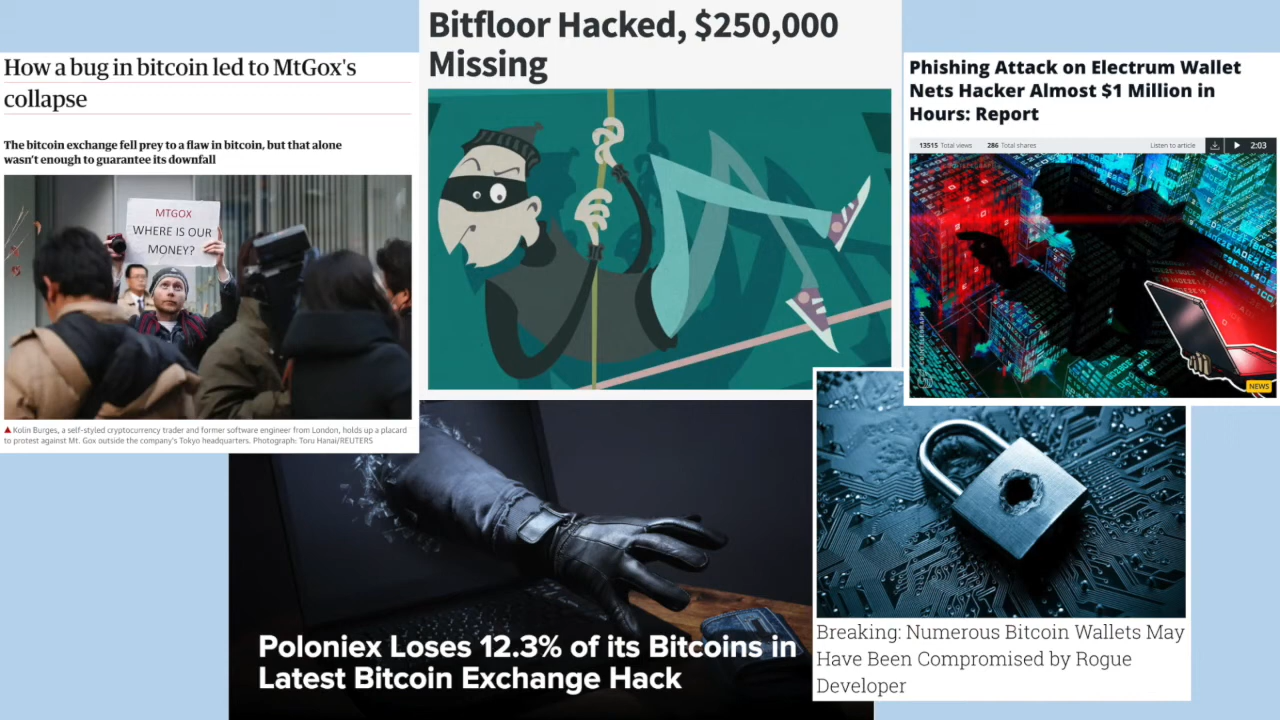 How a bug in bitcoin led to MtGox's
collapse
The bitcoin exchange fell prey to a flaw in bitcoin, but that alone
wasn't enough to guarantee its downfall
MTGOX
WHERE IS OUR
MONEY?
Kolin Burges, a self-styled cryptocurrency trader and former software engineer from London, holds up a placard
to protest against Mt. Gox outside the company's Tokyo headquarters. Photograph: Toru Hanai/REUTERS
Bitfloor Hacked, $250,000
Missing
Phishing Attack on Electrum Wallet
Nets Hacker Almost $1 Million in
Hours: Report
13515 Total views 286 Total shares Listen to article 2:03
NEWS
Poloniex Loses 12.3% of its Bitcoins in
Latest Bitcoin Exchange Hack
Breaking: Numerous Bitcoin Wallets May
Have Been Compromised by Rogue
Developer